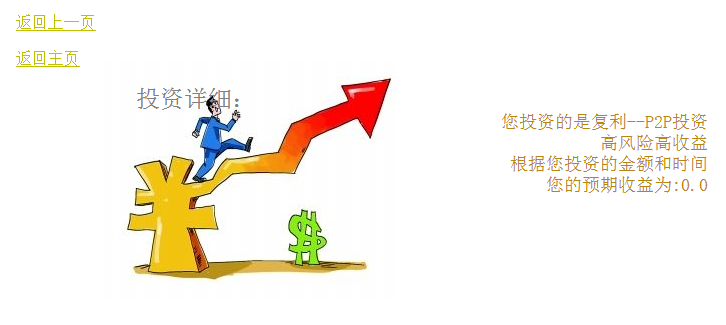 返回上一页
返回主页
投资详细:
您投资的是复利--P2P投资
高风险高收益
根据您投资的金额和时间
您的预期收益为:0.0